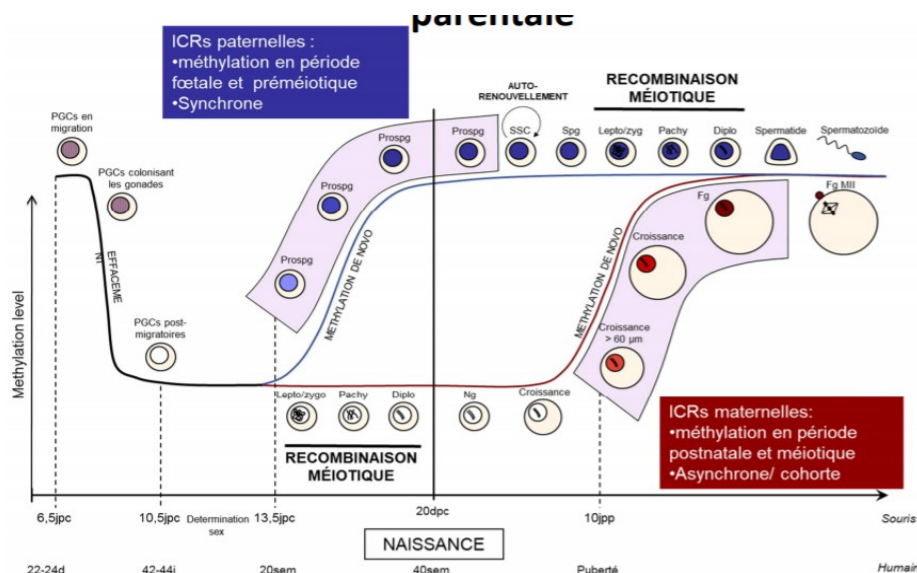 parentale
ICRs paternelles :
•méthylation en période
fœtale et préméiotique
•Synchrone
AUTO-
RENOUVELLEMENT
RECOMBINAISON
MÉIOTIQUE
PGCs en
migration
PGCs colonisant
les gonades
Prospg
Prospg
Prospg
Prospg
SSC
Spg
Lepto/zyg
Pachy
Diplo
Spermatide
Spermatozoïde
EFFACEME
NT
METHYLATION DE NOVO
PGCs post-
migratoires
METHYLATION DE NOVO
Fg
Fg MII
Croissance
Croissance
> 60 µm
Methylation level
Lepto/zygo
Pachy
Diplo
Ng
Croissance
RECOMBINAISON
MÉIOTIQUE
ICRs maternelles:
•méthylation en période
postnatale et méiotique
•Asynchrone/ cohorte
6,5jpc
10,5jpc
Determination
sex
13,5jpc
20dpc
10jpp
Souris
NAISSANCE
22-24d
42-44j
20sem
40sem
Puberté
Humain